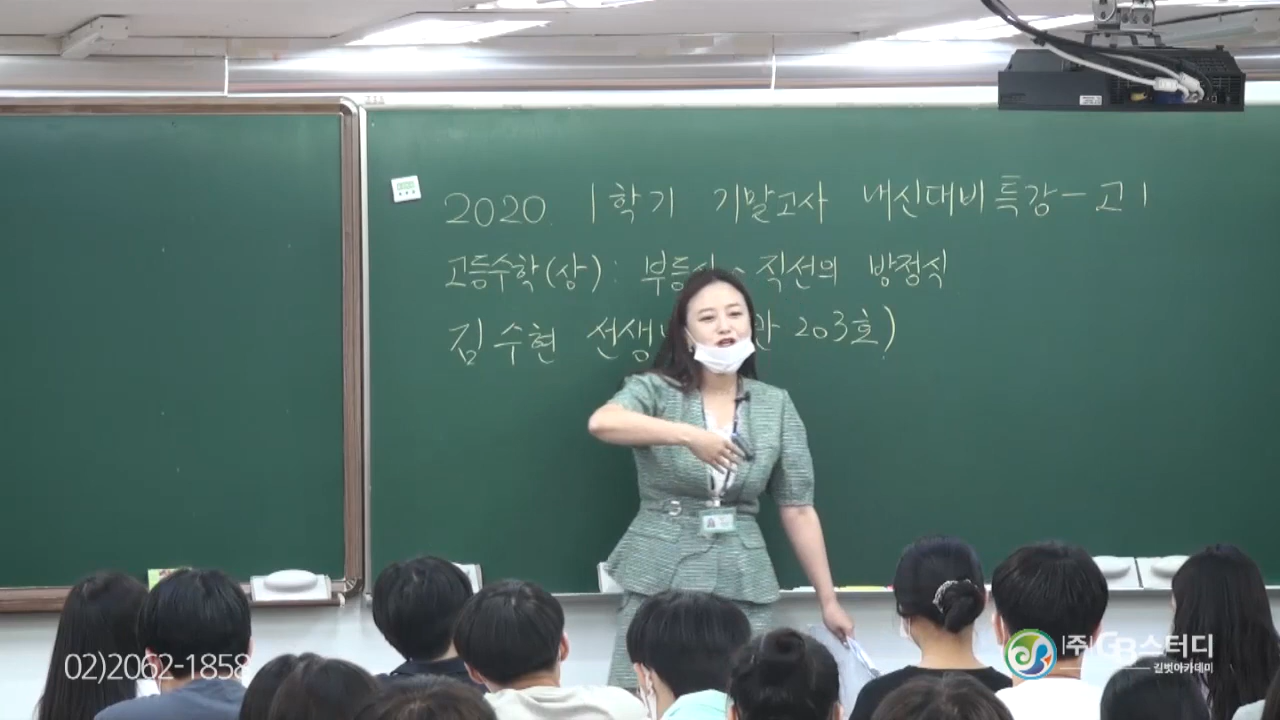 2020. 1학기 기말고사 내신대비특강-고1
고등수학(상): 부등식 직선의 방정식
김수현 선생 203호)
02)2062-1858
(주)GB스터디
길벗아카데미